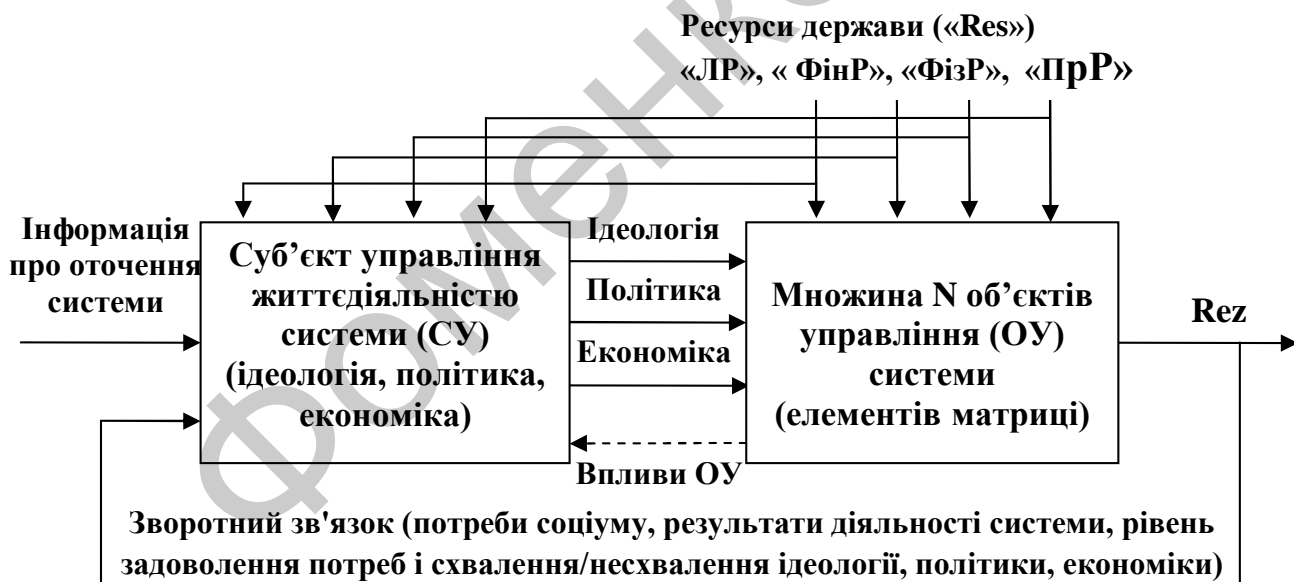 Ресурси держави («Res»)
«ЛР», « ФінР», «ФізР», «ПрР»
Інформація
про оточення
системи
Суб’єкт управління
життєдіяльністю
системи (СУ)
(ідеологія, політика,
економіка)
Ідеологія
Політика
Економіка
Впливи ОУ
Множина N об’єктів
управління (ОУ)
системи
(елементів матриці)
Rez
Зворотний зв'язок (потреби соціуму, результати діяльності системи, рівень
задоволення потреб і схвалення/несхвалення ідеології, політики, економіки)